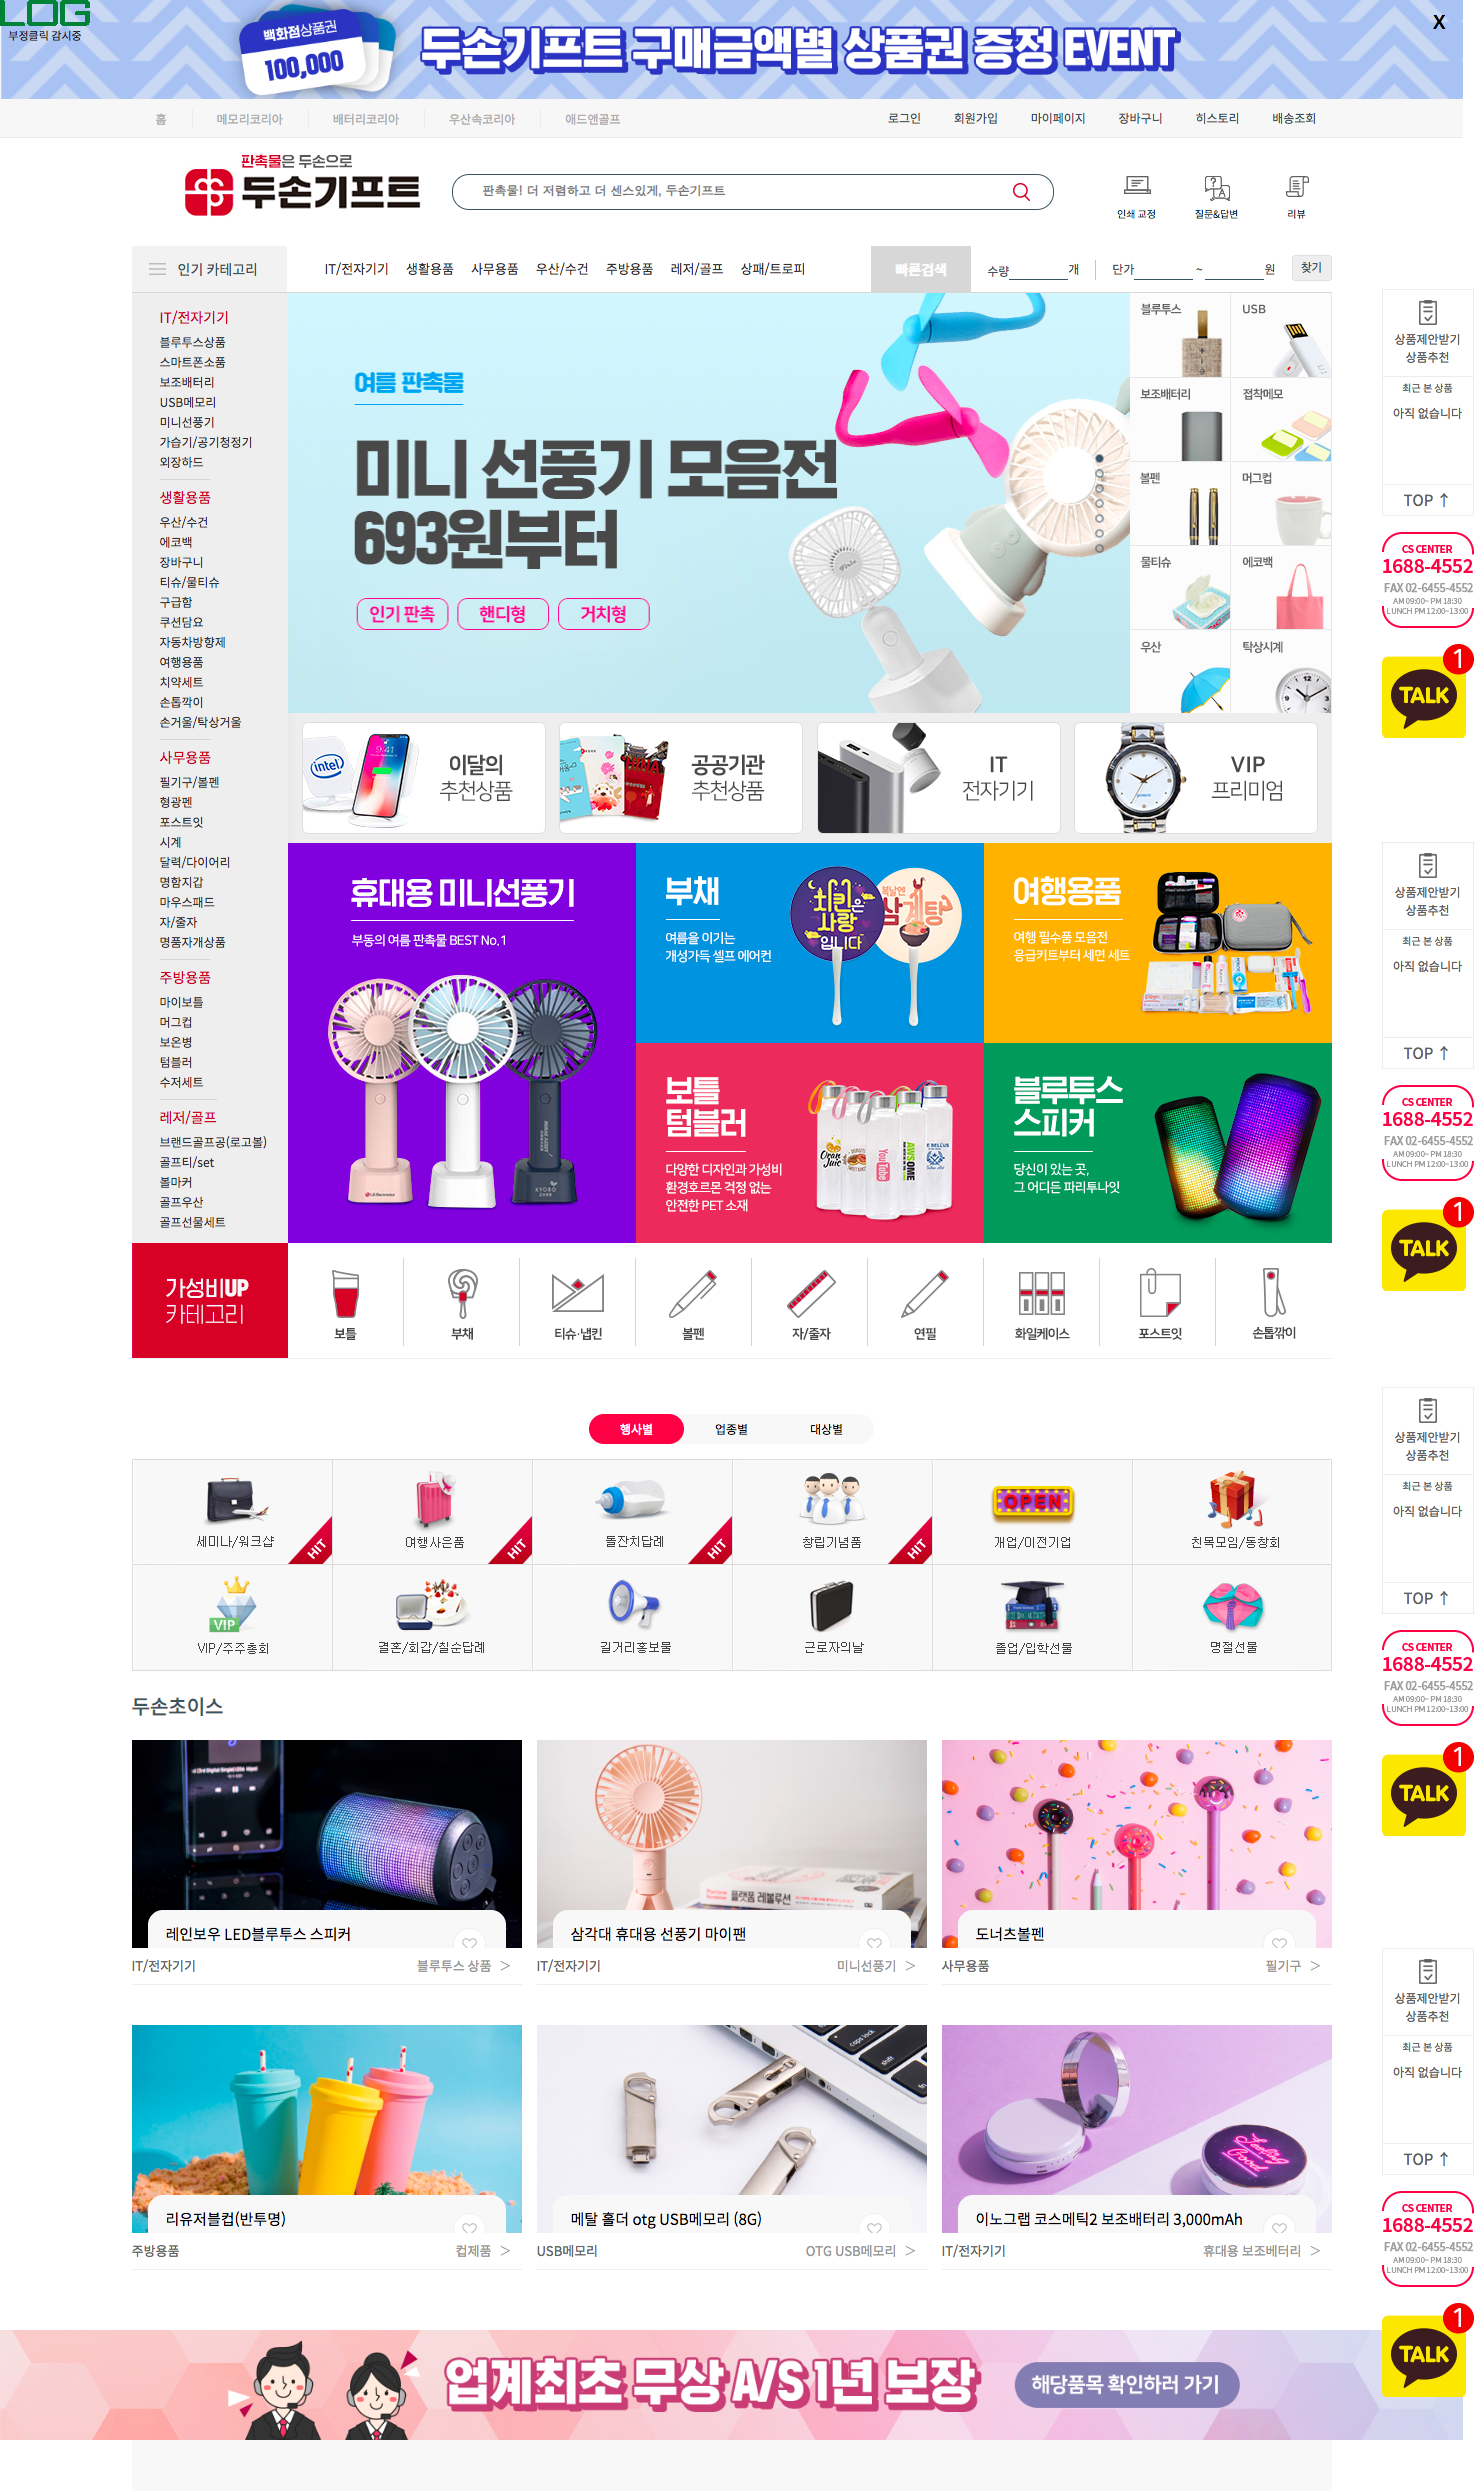 LOG
부정클릭 감시중
백화점상품권
100,000
두손기프트 구매금액별 상품권 증정 EVENT
X
홈 메모리코리아 배터리코리아 우산속코리아 애드앤골프
로그인 회원가입 마이페이지 장바구니 히스토리 배송조회
판촉물은 두손으로
두손기프트
판촉물! 더 저렴하고 더 센스있게, 두손기프트
인쇄 교정 질문&답변 리뷰
인기 카테고리
IT/전자기기 생활용품 사무용품 우산/수건 주방용품 레저/골프 상패/트로피
빠른검색
수량 개 단가 ~ 원 찾기
IT/전자기기
블루투스상품
스마트폰소품
보조배터리
USB메모리
미니선풍기
가습기/공기청정기
외장하드
생활용품
우산/수건
에코백
장바구니
티슈/물티슈
구급함
쿠션담요
자동차방향제
여행용품
치약세트
손톱깍이
손거울/탁상거울
사무용품
필기구/볼펜
형광펜
포스트잇
시계
달력/다이어리
명함지갑
마우스패드
자/줄자
명품자개상품
주방용품
마이보틀
머그컵
보온병
텀블러
수저세트
레저/골프
브랜드골프공(로고볼)
골프티/set
볼마커
골프우산
골프선물세트
여름 판촉물
미니 선풍기 모음전
693원부터
인기 판촉 핸디형 거치형
블루투스 USB
보조배터리 접착메모
볼펜 머그컵
물티슈 에코백
우산 탁상시계
intel
9:41
이달의
추천상품
공공기관
추천상품
IT
전자기기
VIP
프리미엄
휴대용 미니선풍기
부동의 여름 판촉물 BEST No.1
LG Electronics
KYOBO
부채
여름을 이기는
개성가득 셀프 에어컨
치킨은
사랑
입니다
복날엔
삼계탕
여행용품
여행 필수품 모음전
응급키트부터 세면 세트
보틀
텀블러
다양한 디자인과 가성비
환경호르몬 걱정 없는
안전한 PET 소재
YouTube
AWSOME
블루투스
스피커
당신이 있는 곳,
그 어디든 파리투나잇
가성비UP
카테고리
보틀 부채 티슈·냅킨 볼펜 자/줄자 연필 화일케이스 포스트잇 손톱깎이
행사별 업종별 대상별
OPEN
세미나/워크샵 여행사은품 돌잔치답례 창립기념품 개업/이전기업 친목모임/동창회
HIT HIT HIT HIT
VIP
VIP/주주총회 결혼/회갑/칠순답례 길거리홍보물 근로자의날 졸업/입학선물 명절선물
두손초이스
플랫폼 레볼루션
레인보우 LED블루투스 스피커
IT/전자기기 블루투스 상품 >
삼각대 휴대용 선풍기 마이팬
IT/전자기기 미니선풍기 >
도너츠볼펜
사무용품 필기구 >
caps lock
shift
Feeling Good
리유저블컵(반투명)
주방용품 컵제품 >
메탈 홀더 otg USB메모리 (8G)
USB메모리 OTG USB메모리 >
이노그랩 코스메틱2 보조배터리 3,000mAh
IT/전자기기 휴대용 보조베터리 >
업계최초 무상 A/S 1년 보장
해당품목 확인하러 가기
상품제안받기
상품추천
최근 본 상품
아직 없습니다
TOP ↑
CS CENTER
1688-4552
FAX 02-6455-4552
AM 09:00~ PM 18:30
LUNCH PM 12:00~13:00
1
TALK
상품제안받기
상품추천
최근 본 상품
아직 없습니다
TOP ↑
CS CENTER
1688-4552
FAX 02-6455-4552
AM 09:00~ PM 18:30
LUNCH PM 12:00~13:00
1
TALK
상품제안받기
상품추천
최근 본 상품
아직 없습니다
TOP ↑
CS CENTER
1688-4552
FAX 02-6455-4552
AM 09:00~ PM 18:30
LUNCH PM 12:00~13:00
1
TALK
상품제안받기
상품추천
최근 본 상품
아직 없습니다
TOP ↑
CS CENTER
1688-4552
FAX 02-6455-4552
AM 09:00~ PM 18:30
LUNCH PM 12:00~13:00
1
TALK